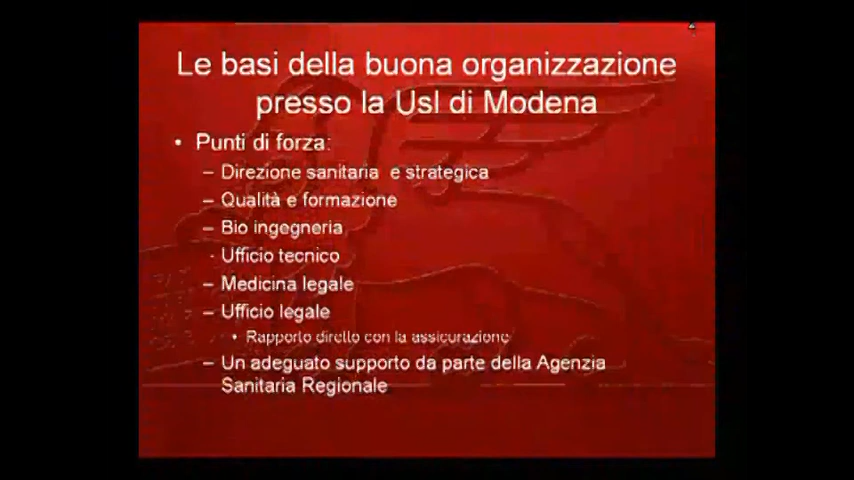 Le basi della buona organizzazione
presso la Usl di Modena
• Punti di forza:
– Direzione sanitaria e strategica
– Qualità e formazione
– Bio ingegneria
- Ufficio tecnico
– Medicina legale
– Ufficio legale
• Rapporto diretto con la assicurazione
– Un adeguato supporto da parte della Agenzia
Sanitaria Regionale